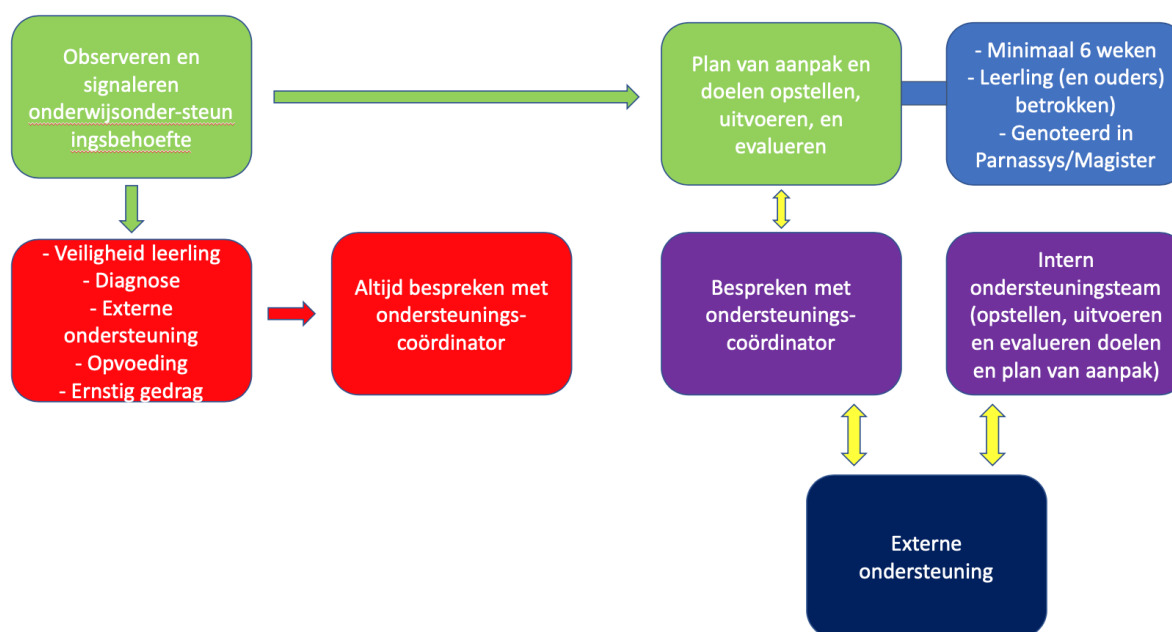 Observeren en
signaleren
onderwijsonder-steun
ingsbehoefte
Plan van aanpak en
doelen opstellen,
uitvoeren, en
evalueren
- Minimaal 6 weken
- Leerling (en ouders)
betrokken)
- Genoteerd in
Parnassys/Magister
- Veiligheid leerling
- Diagnose
- Externe
ondersteuning
- Opvoeding
- Ernstig gedrag
Altijd bespreken met
ondersteunings-
coördinator
Bespreken met
ondersteunings-
coördinator
Intern
ondersteuningsteam
(opstellen, uitvoeren
en evalueren doelen
en plan van aanpak)
Externe
ondersteuning